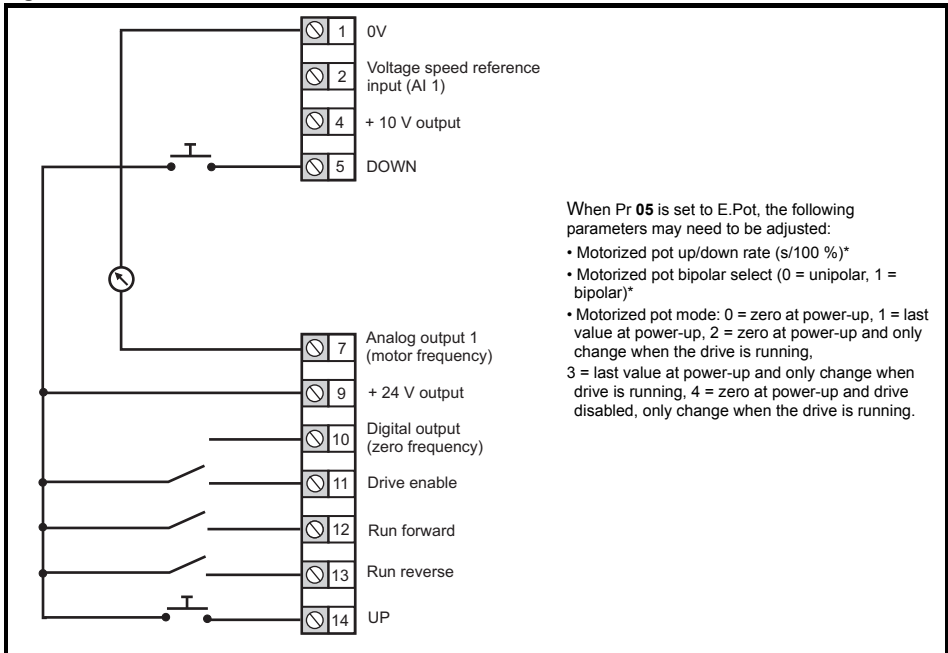 1 0V
2 Voltage speed reference
input (AI 1)
4 + 10 V output
5 DOWN
7 Analog output 1
(motor frequency)
9 + 24 V output
10 Digital output
(zero frequency)
11 Drive enable
12 Run forward
13 Run reverse
14 UP
When Pr 05 is set to E.Pot, the following
parameters may need to be adjusted:
• Motorized pot up/down rate (s/100 %)*
• Motorized pot bipolar select (0 = unipolar, 1 =
bipolar)*
• Motorized pot mode: 0 = zero at power-up, 1 = last
value at power-up, 2 = zero at power-up and only
change when the drive is running,
3 = last value at power-up and only change when
drive is running, 4 = zero at power-up and drive
disabled, only change when the drive is running.